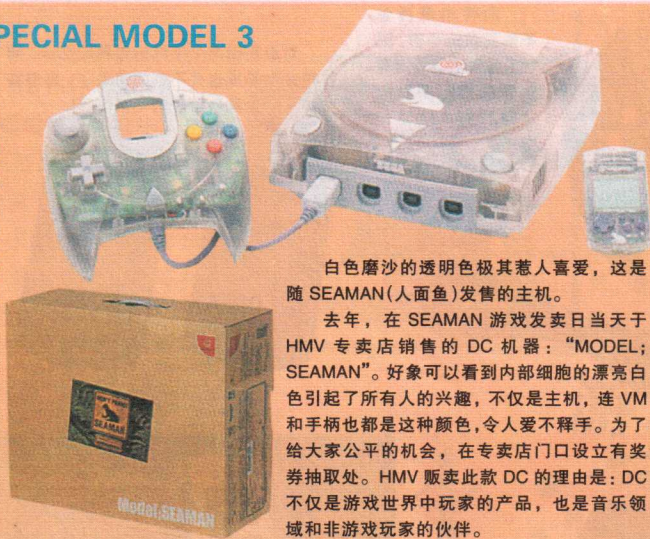 PECIAL MODEL 3
SEGA
白色磨沙的透明色极其惹人喜爱，这是
随 SEAMAN(人面鱼)发售的主机。
去年，在 SEAMAN 游戏发卖日当天于
HMV 专卖店销售的 DC 机器：“MODEL；
SEAMAN”。好象可以看到内部细胞的漂亮白
色引起了所有人的兴趣，不仅是主机，连 VM
和手柄也都是这种颜色，令人爱不释手。为了
给大家公平的机会，在专卖店门口设立有奖
券抽取处。HMV 贩卖此款 DC 的理由是：DC
不仅是游戏世界中玩家的产品，也是音乐领
域和非游戏玩家的伙伴。
SEAMAN
Model:SEAMAN